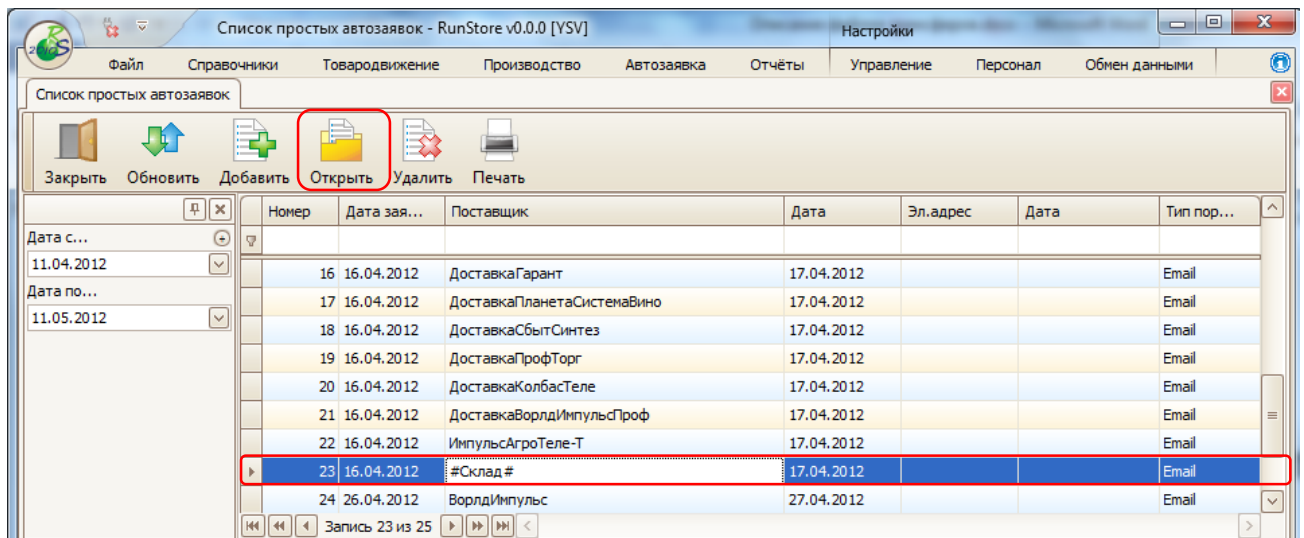 Список простых автозаявок - RunStore v0.0.0 [YSV] Настройки
Файл Справочники Товародвижение Производство Автозаявка Отчёты Управление Персонал Обмен данными
Список простых автозаявок
Закрыть Обновить Добавить Открыть Удалить Печать
Номер Дата зая... Поставщик Дата Эл.адрес Дата Тип пор...
Дата с...
11.04.2012
Дата по...
11.05.2012
16 16.04.2012 ДоставкаГарант 17.04.2012 Email
17 16.04.2012 ДоставкаПланетаСистемаВино 17.04.2012 Email
18 16.04.2012 ДоставкаСбытСинтез 17.04.2012 Email
19 16.04.2012 ДоставкаПрофТорг 17.04.2012 Email
20 16.04.2012 ДоставкаКолбасТеле 17.04.2012 Email
21 16.04.2012 ДоставкаВорлдИмпульсПроф 17.04.2012 Email
22 16.04.2012 ИмпульсАгроТеле-Т 17.04.2012 Email
23 16.04.2012 #Склад# 17.04.2012 Email
24 26.04.2012 ВорлдИмпульс 27.04.2012 Email
Запись 23 из 25